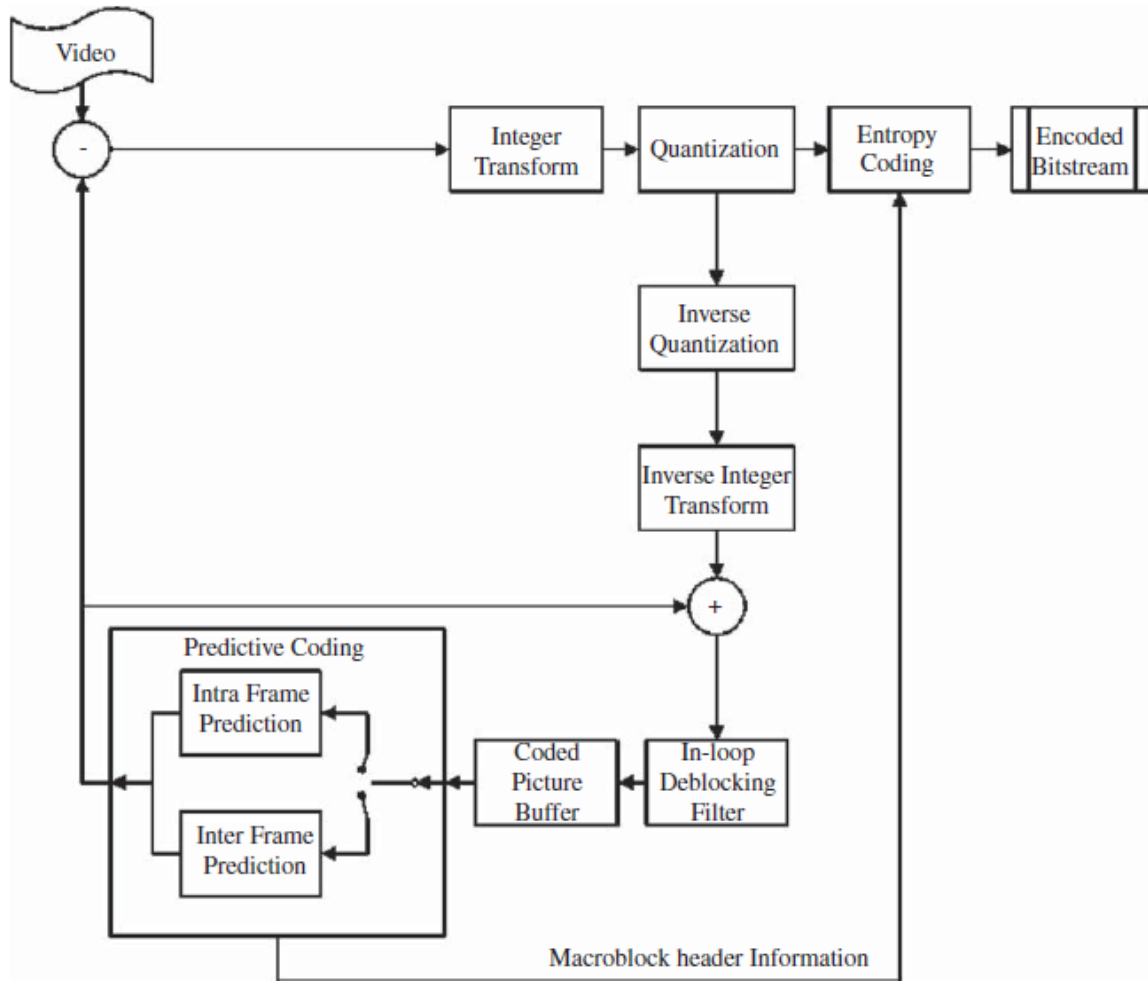 Video
-
Integer
Transform
Quantization
Entropy
Coding
Encoded
Bitstream
Inverse
Quantization
Inverse Integer
Transform
+
Predictive Coding
Intra Frame
Prediction
Inter Frame
Prediction
Coded
Picture
Buffer
In-loop
Deblocking
Filter
Macroblock header Information